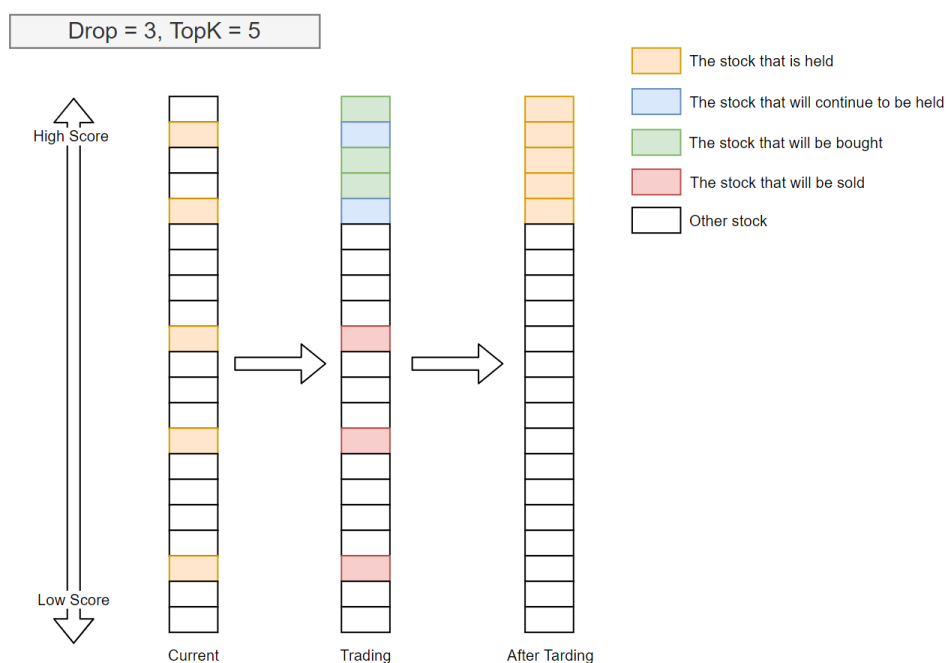 Drop = 3, TopK = 5
The stock that is held
The stock that will continue to be held
High Score
The stock that will be bought
The stock that will be sold
Other stock
Low Score
Current
Trading
After Tarding